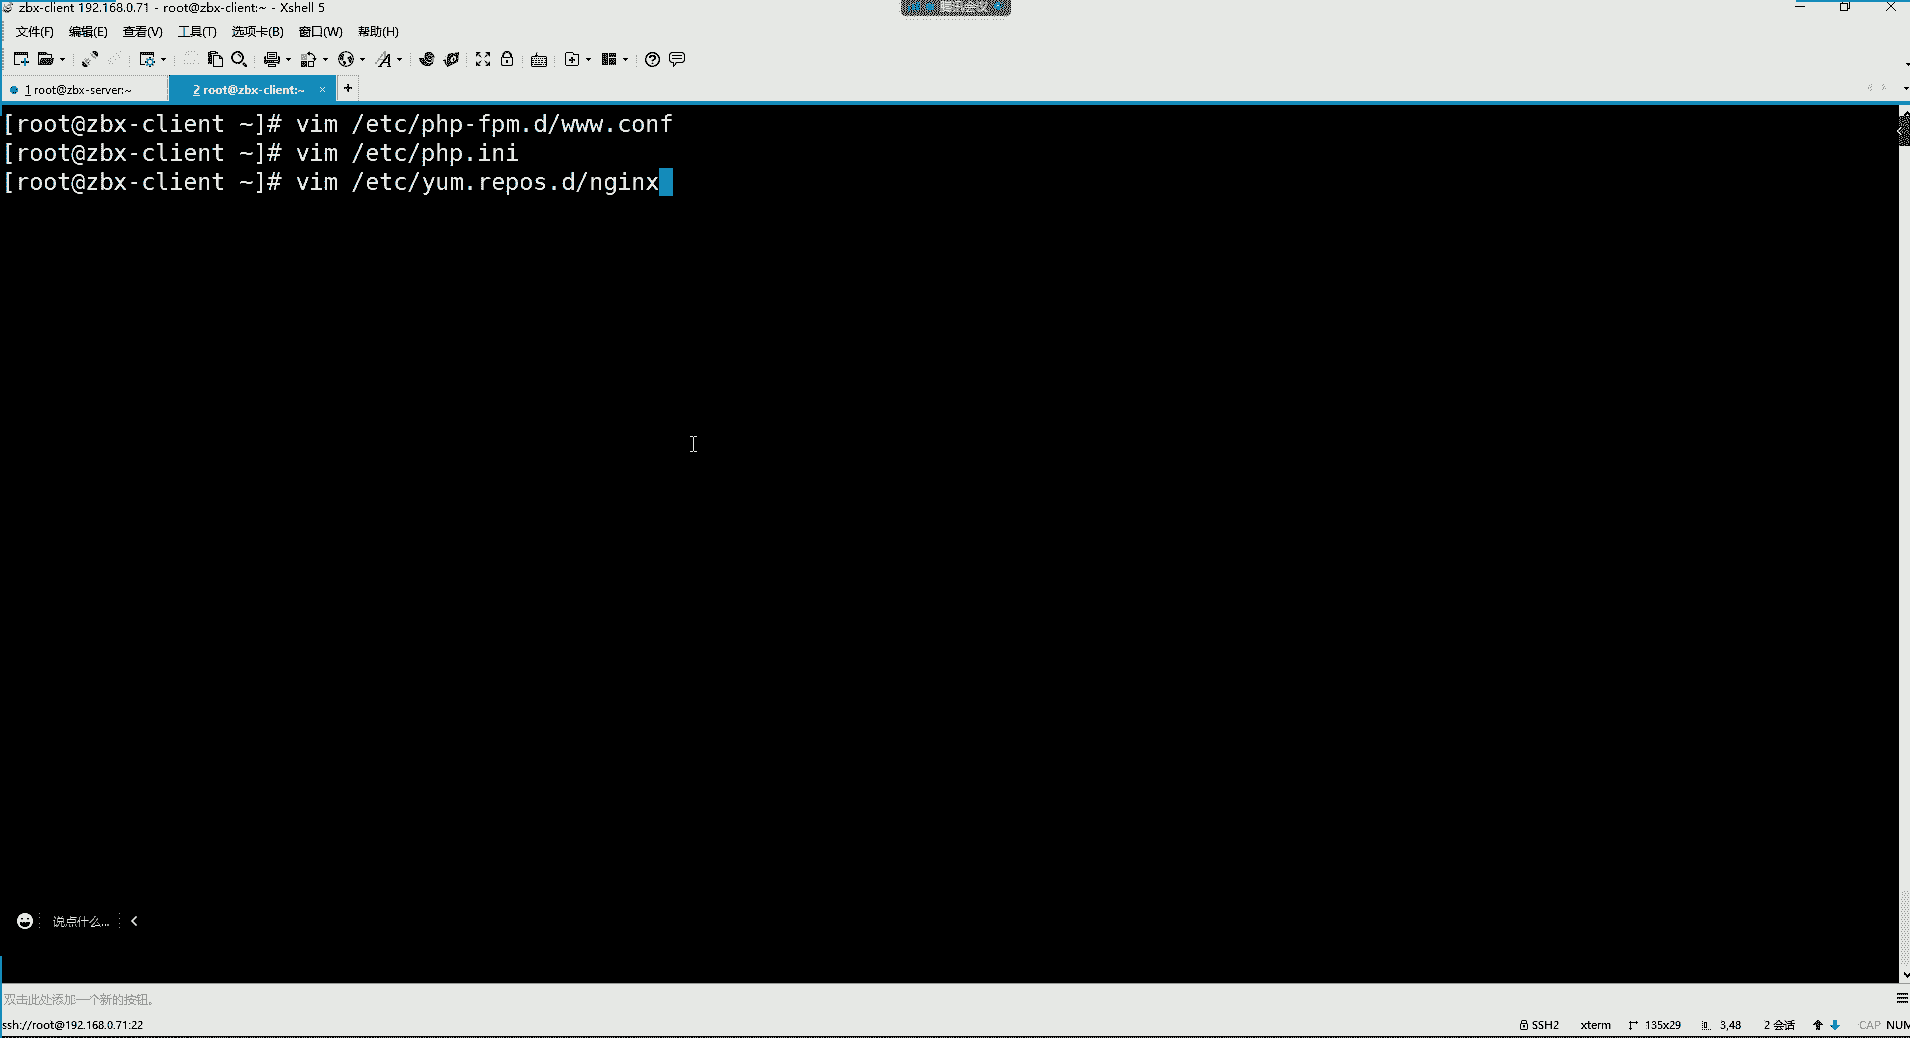 zbx-client 192.168.0.71 - root@zbx-client:~ - Xshell 5
腾讯会议
文件(F) 编辑(E) 查看(V) 工具(T) 选项卡(B) 窗口(W) 帮助(H)
1 root@zbx-server:~ 2 root@zbx-client:~ × +
[root@zbx-client ~]# vim /etc/php-fpm.d/www.conf
[root@zbx-client ~]# vim /etc/php.ini
[root@zbx-client ~]# vim /etc/yum.repos.d/nginx
说点什么...
双击此处添加一个新的按钮。
ssh://root@192.168.0.71:22 SSH2 xterm 135x29 3,48 2 会话 CAP NUM